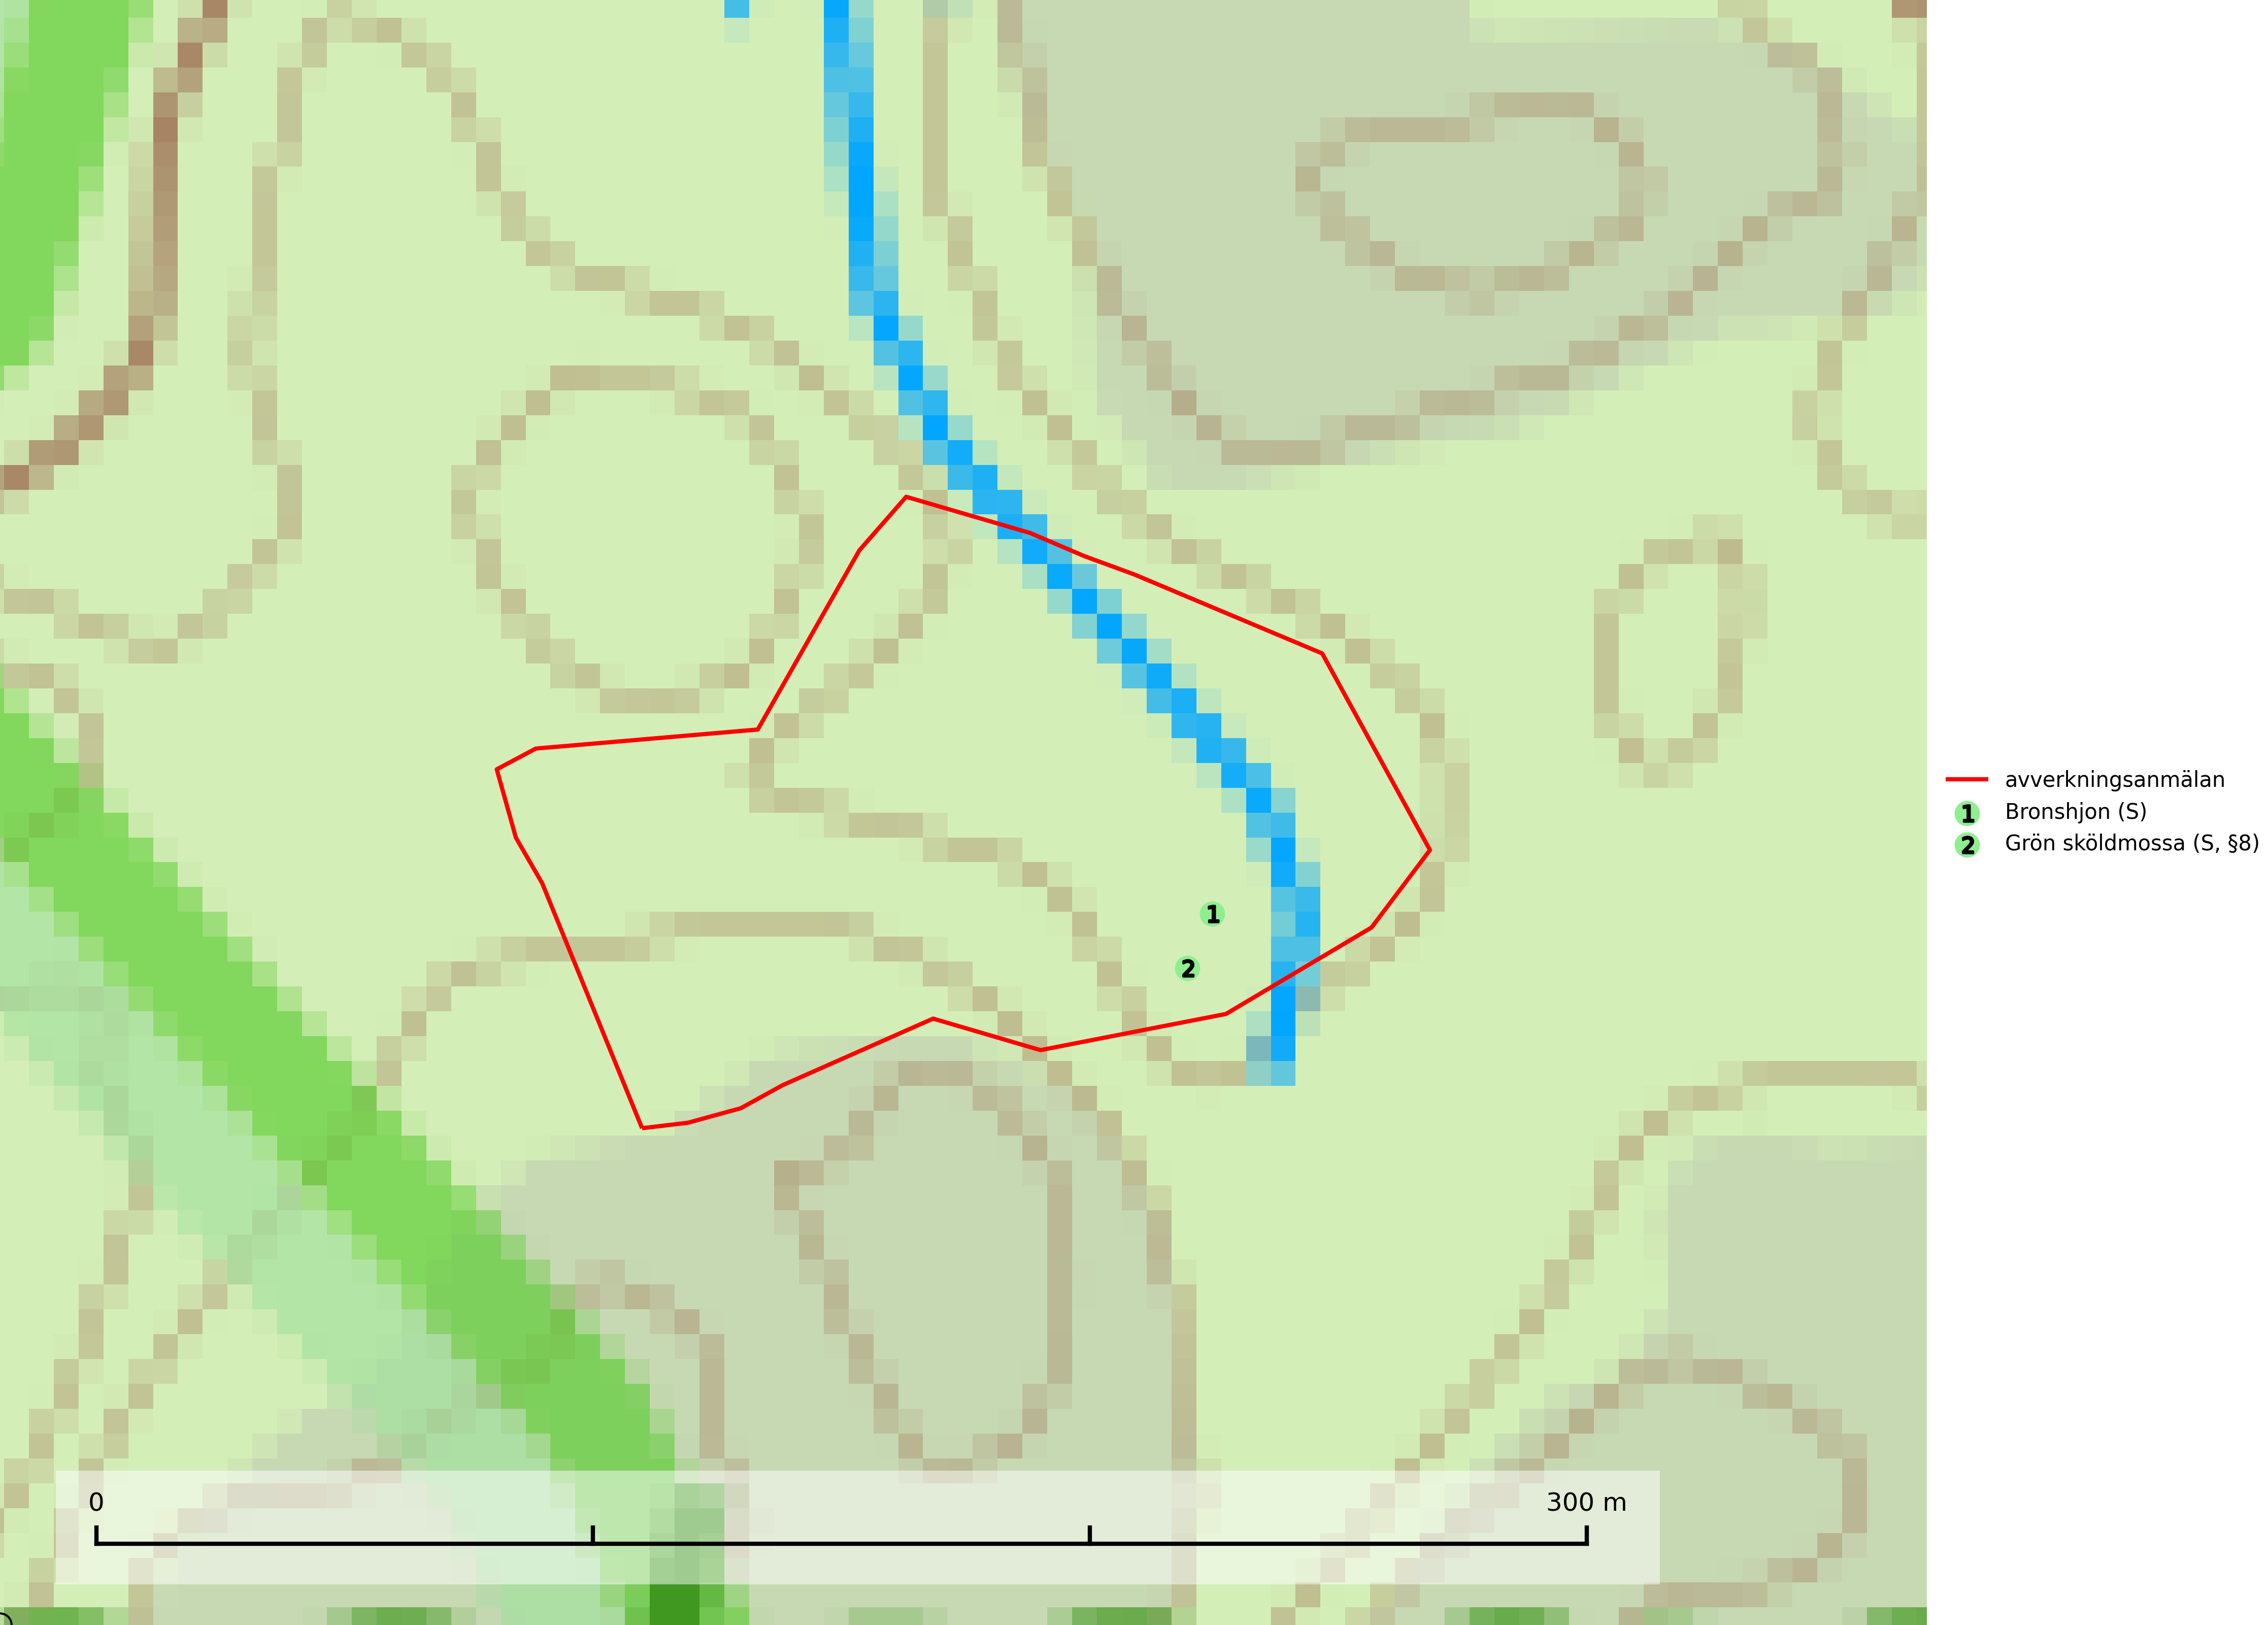 avverkningsanmälan
1 Bronshjon (S)
2 Grön sköldmossa (S, §8)
1
2
0 300 m